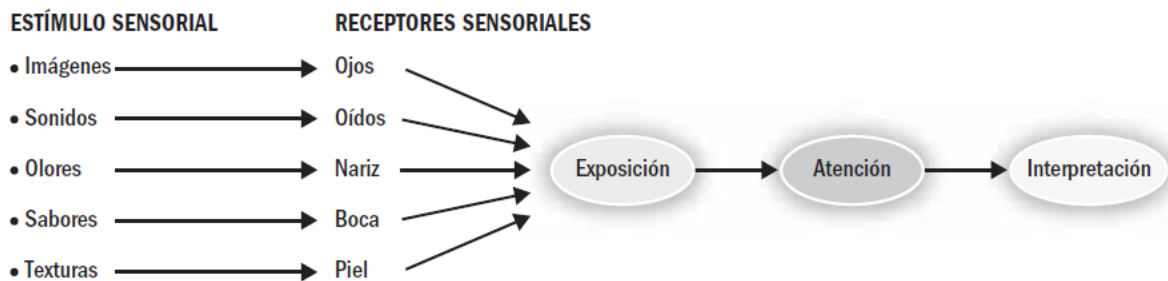 ESTÍMULO SENSORIAL RECEPTORES SENSORIALES
• Imágenes Ojos
• Sonidos Oídos
• Olores Nariz Exposición Atención Interpretación
• Sabores Boca
• Texturas Piel